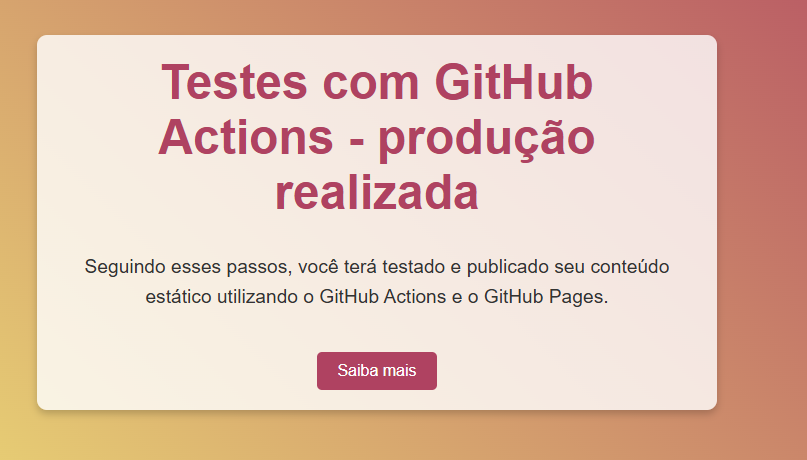 Testes com GitHub
Actions - produção
realizada
Seguindo esses passos, você terá testado e publicado seu conteúdo
estático utilizando o GitHub Actions e o GitHub Pages.
Saiba mais